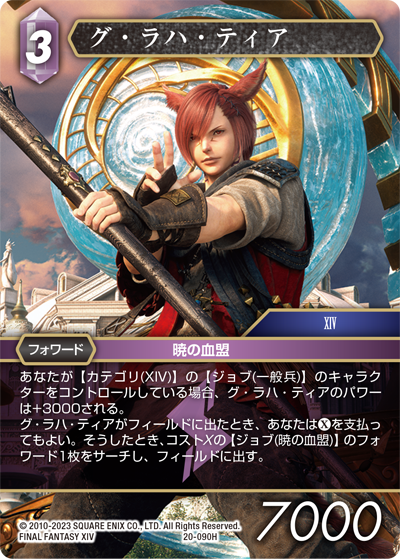 3
グ・ラハ・ティア
XIV
フォワード
暁の血盟
あなたが【カテゴリ(XIV)】の【ジョブ(一般兵)】のキャラ
クターをコントロールしている場合、グ・ラハ・ティアのパワー
は+3000される。
グ・ラハ・ティアがフィールドに出たとき、あなたはXを支払っ
てもよい。そうしたとき、コストXの【ジョブ(暁の血盟)】のフォ
ワード1枚をサーチし、フィールドに出す。
© 2010-2023 SQUARE ENIX CO., LTD. All Rights Reserved.
FINAL FANTASY XIV
20-090H
7000